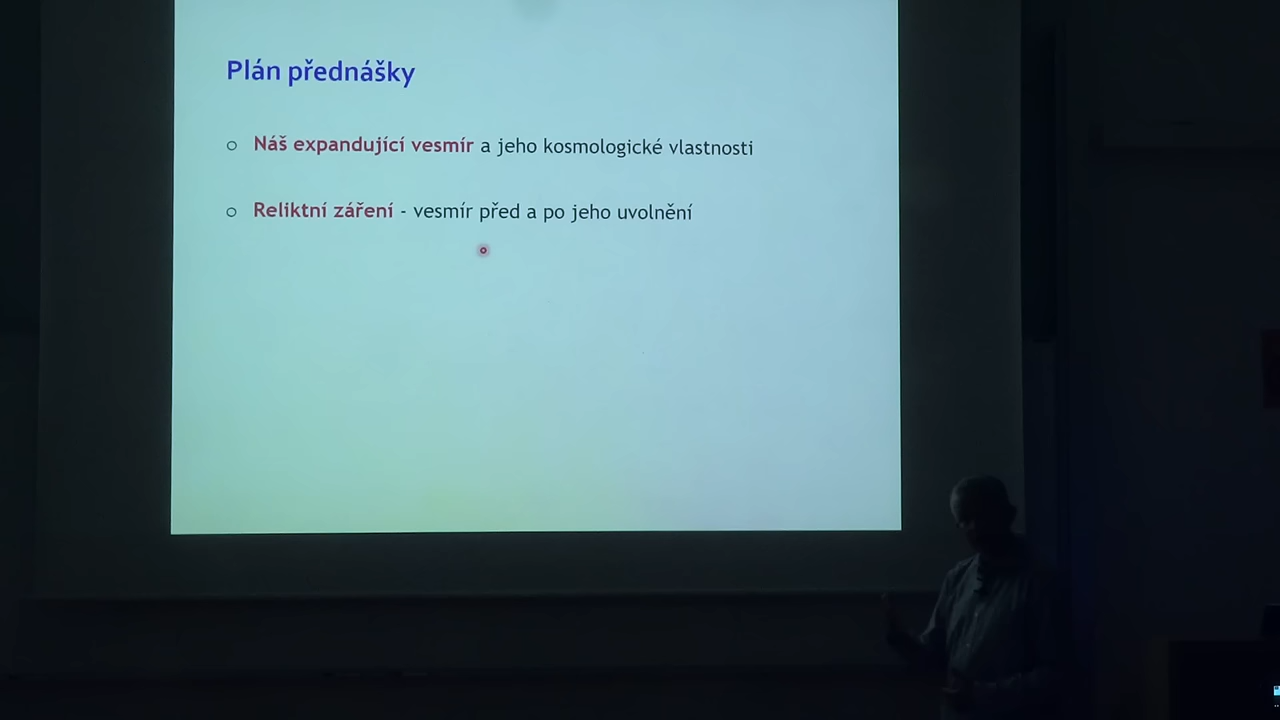 Plán přednášky
Náš expandující vesmír a jeho kosmologické vlastnosti
Reliktní záření - vesmír před a po jeho uvolnění